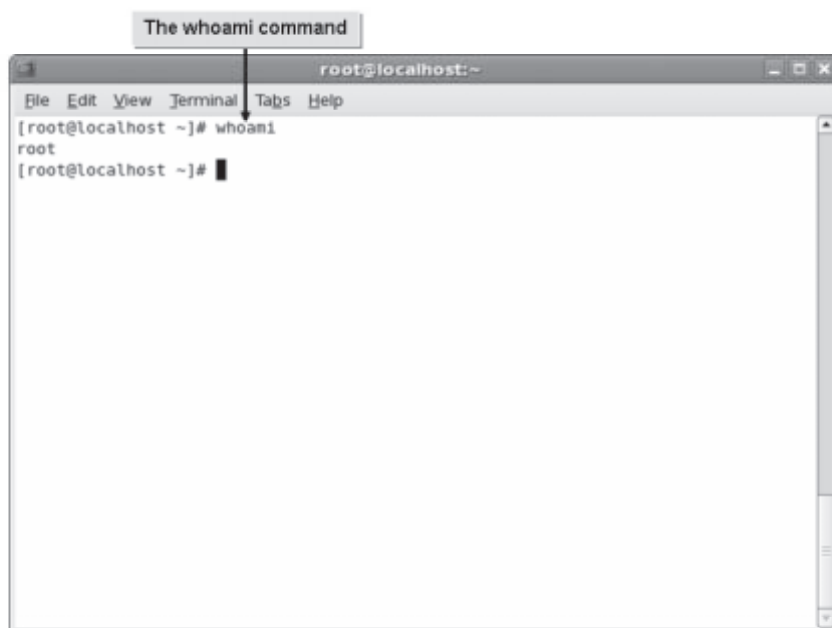 The whoami command
root@localhost:~
File Edit View Terminal Tabs Help
[root@localhost ~]# whoami
root
[root@localhost ~]#